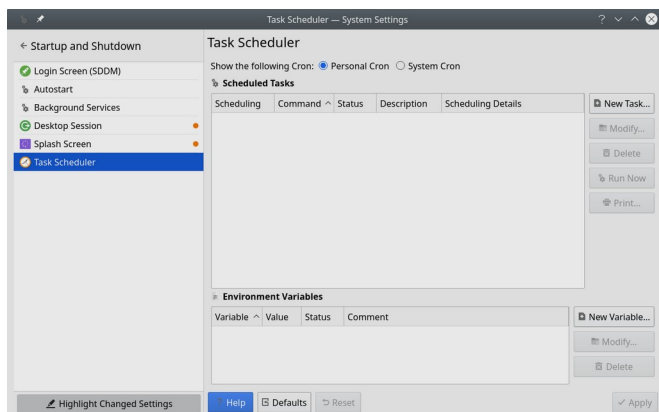 Task Scheduler — System Settings
Startup and Shutdown
Login Screen (SDDM)
Autostart
Background Services
Desktop Session
Splash Screen
Task Scheduler
Highlight Changed Settings
Task Scheduler
Show the following Cron: Personal Cron System Cron
Scheduled Tasks
Scheduling Command Status Description Scheduling Details
New Task...
Modify...
Delete
Run Now
Print...
Environment Variables
Variable Value Status Comment
New Variable...
Modify...
Delete
Help Defaults Reset Apply